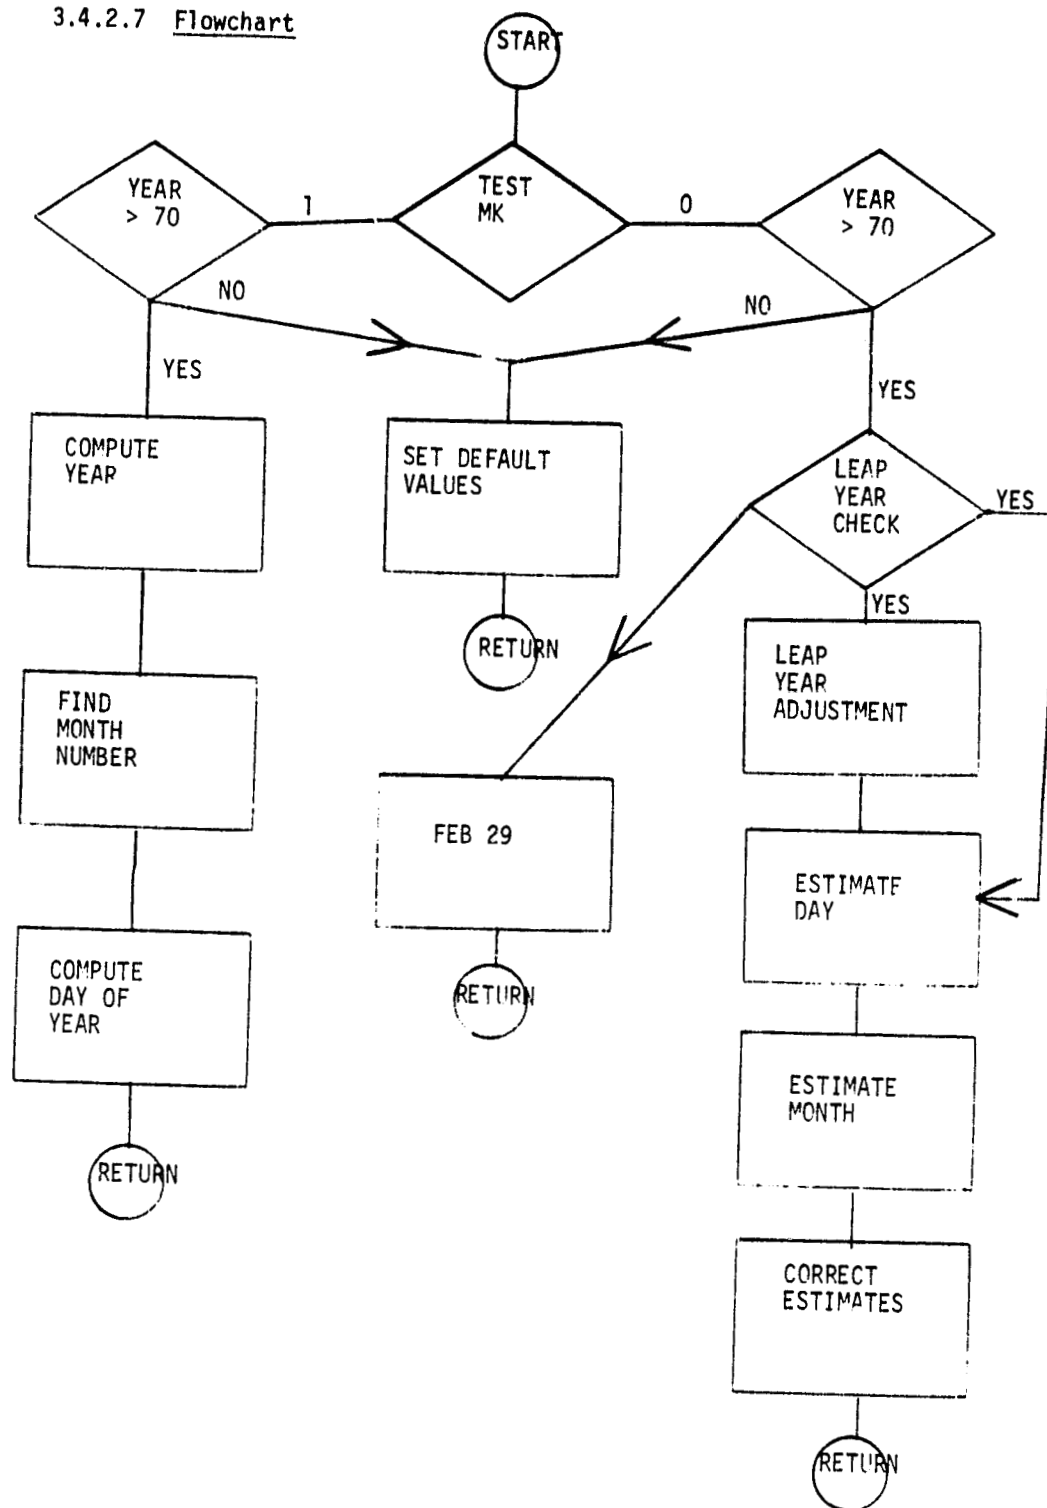 3.4.2.7 Flowchart
START
YEAR
> 70
1
TEST
MK
0
YEAR
> 70
NO
NO
YES
YES
COMPUTE
YEAR
SET DEFAULT
VALUES
LEAP
YEAR
CHECK
YES
YES
RETURN
LEAP
YEAR
ADJUSTMENT
FIND
MONTH
NUMBER
FEB 29
ESTIMATE
DAY
COMPUTE
DAY OF
YEAR
RETURN
ESTIMATE
MONTH
RETURN
CORRECT
ESTIMATES
RETURN